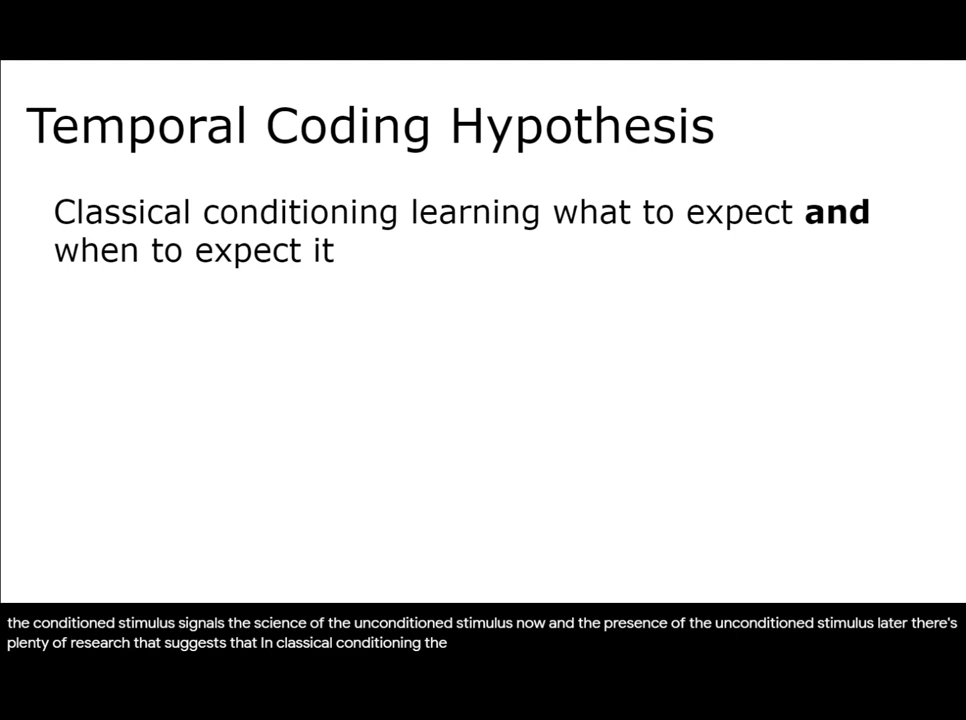 Temporal Coding Hypothesis
Classical conditioning learning what to expect and
when to expect it
the conditioned stimulus signals the science of the unconditioned stimulus now and the presence of the unconditioned stimulus later there's
plenty of research that suggests that In classical conditioning the